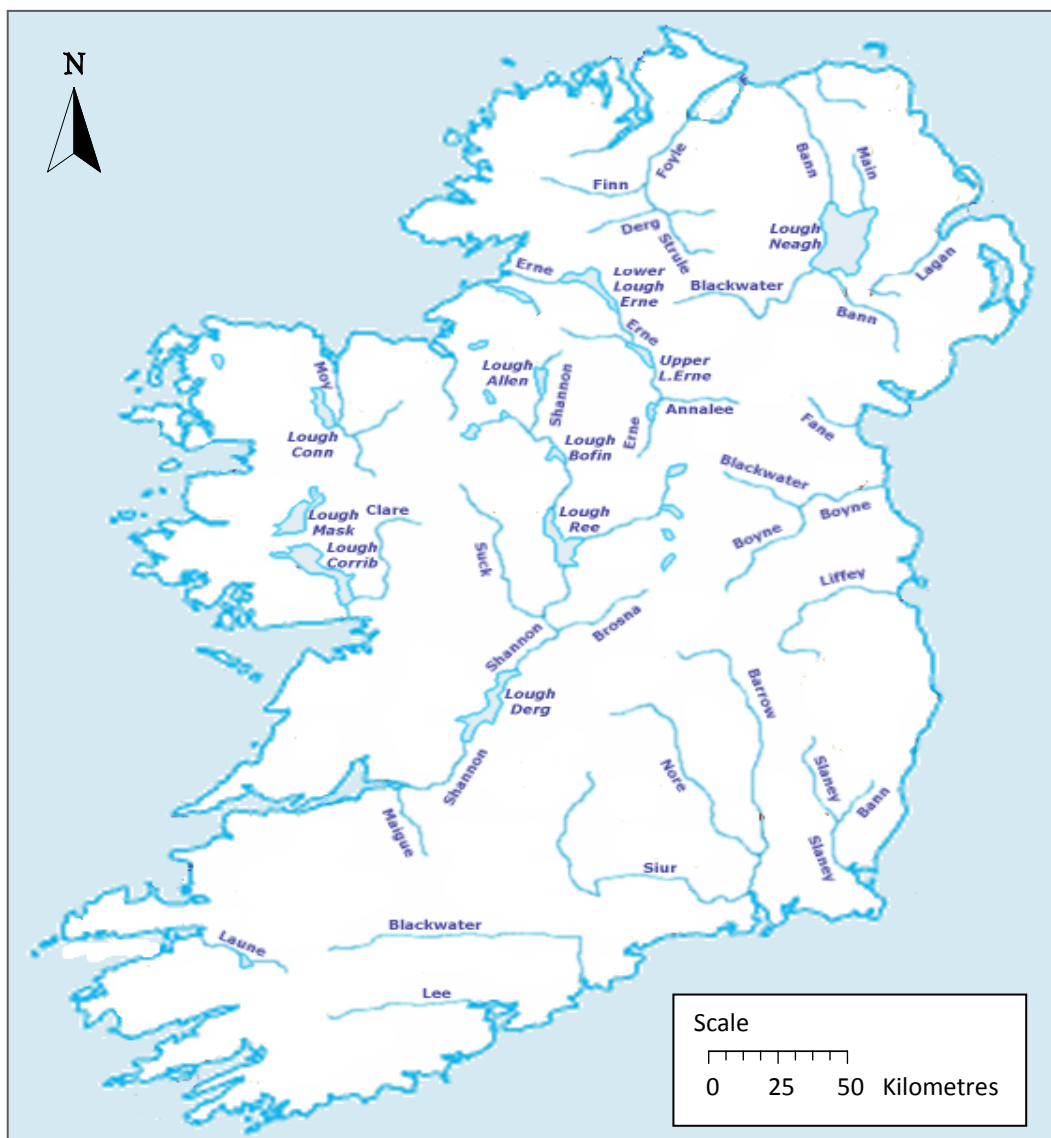 N
Foyle
Bann
Main
Finn
Derg
Strule
Lough
Neagh
Lagan
Erne
Lower
Lough
Erne
Blackwater
Bann
Erne
Upper
L.Erne
Moy
Lough
Allen
Shannon
Annalee
Erne
Fane
Lough
Conn
Lough
Bofin
Blackwater
Lough
Mask
Clare
Lough
Ree
Boyne
Boyne
Lough
Corrib
Suck
Liffey
Brosna
Shannon
Lough
Derg
Barrow
Shannon
Nore
Slaney
Bann
Maigue
Slaney
Siur
Blackwater
Laune
Lee
Scale
0 25 50 Kilometres